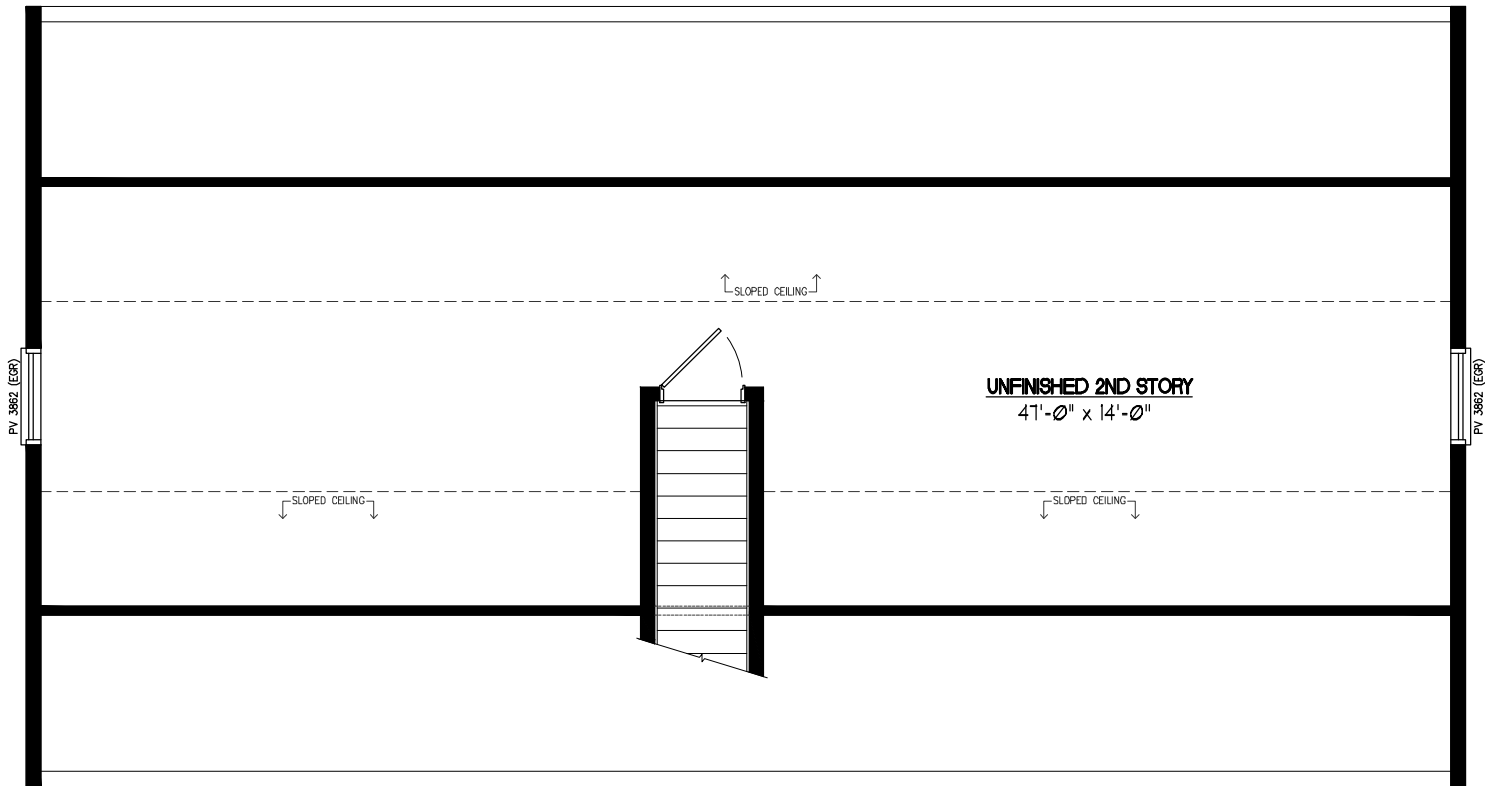 SLOPED CEILING
PV 3862 (EGR)
PV 3862 (EGR)
UNFINISHED 2ND STORY
47'-0" x 14'-0"
SLOPED CEILING
SLOPED CEILING